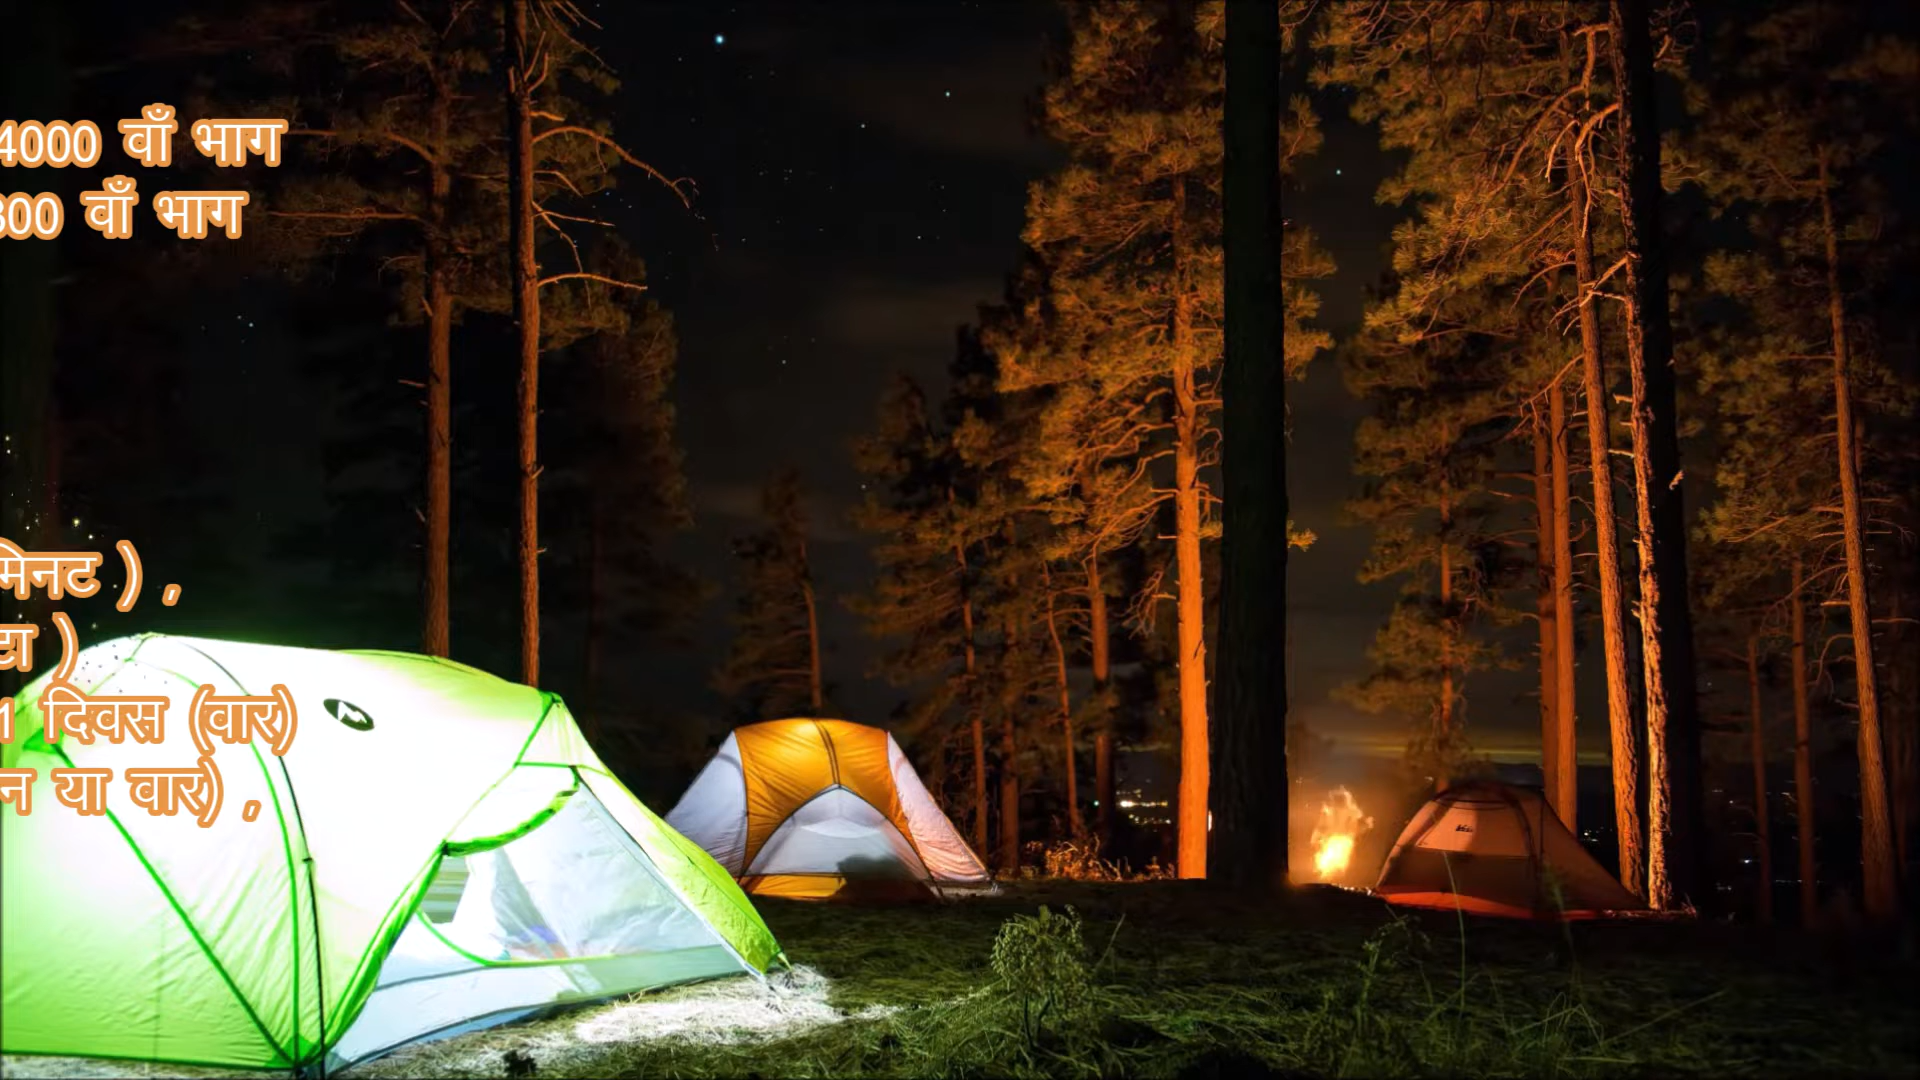 4000 वाँ भाग
300 वाँ भाग
मिनट ) ,
टा )
1 दिवस (वार)
न या वार) ,